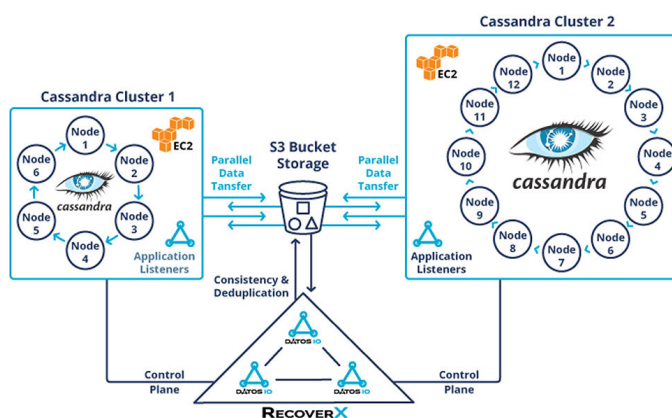 Cassandra Cluster 2
EC2
Node
1
Node
2
Node
3
Node
4
Node
5
Node
6
Node
7
Node
8
Node
9
Node
10
Node
11
Node
12
cassandra
Application
Listeners
Cassandra Cluster 1
EC2
Node
1
Node
2
Node
3
Node
4
Node
5
Node
6
cassandra
Application
Listeners
S3 Bucket
Storage
Parallel
Data
Transfer
Parallel
Data
Transfer
Consistency &
Deduplication
Control
Plane
Control
Plane
DATOS IO
DATOS IO
DATOS IO
RECOVERX